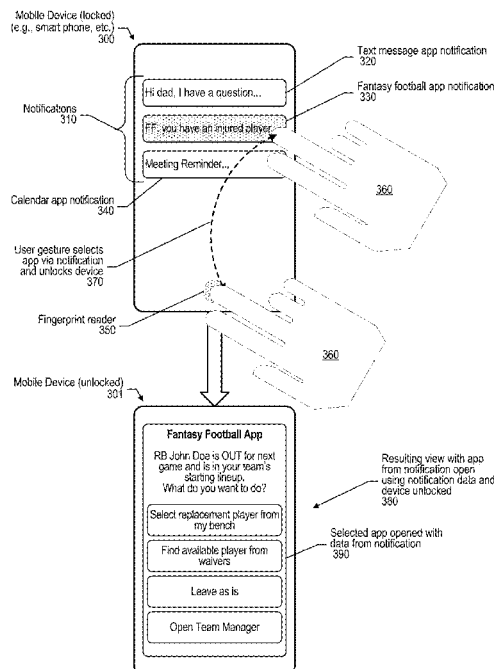 Mobile Device (locked)
(e.g., smart phone, etc.)
300
Text message app notification
320
Hi dad, I have a question...
Fantasy football app notification
330
Notifications
310
FF: you have an injured player
Meeting Reminder...
360
Calendar app notification
340
User gesture selects
app via notification
and unlocks device
370
Fingerprint reader
350
360
Mobile Device (unlocked)
301
Fantasy Football App
RB John Doe is OUT for next
game and is in your team's
starting lineup.
What do you want to do?
Resulting view with app
from notification open
using notification data and
device unlocked
380
Select replacement player from
my bench
Find available player from
waivers
Selected app opened with
data from notification
390
Leave as is
Open Team Manager